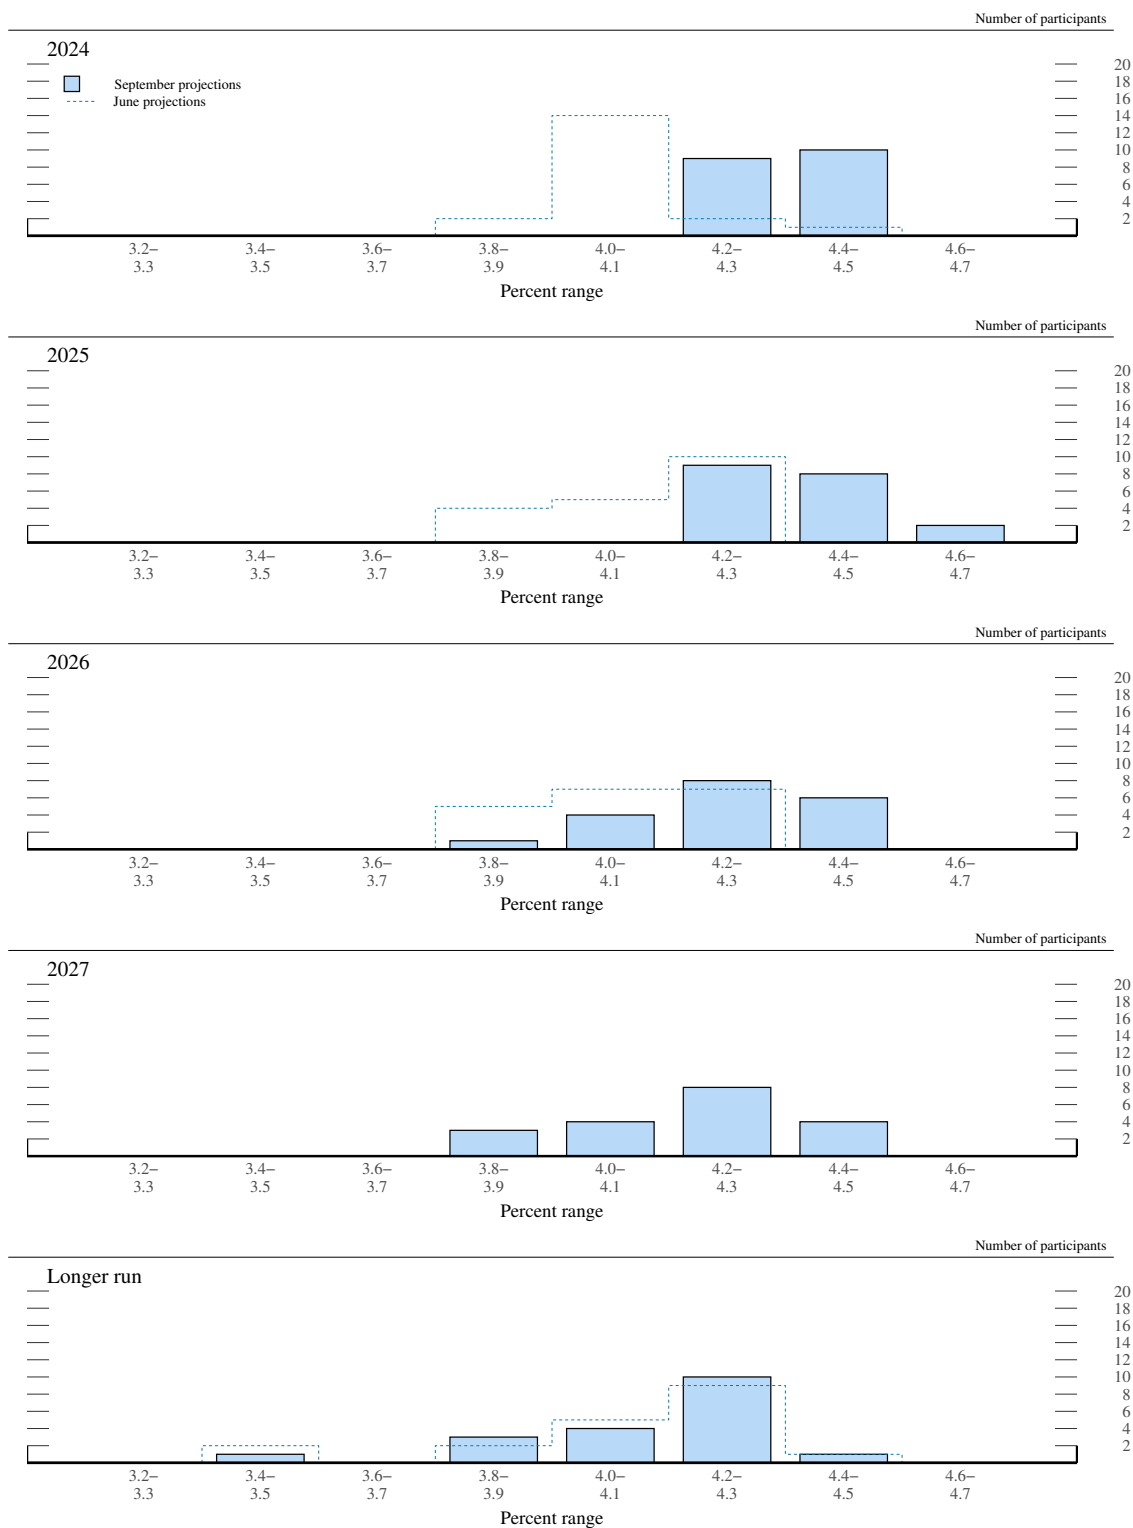 Number of participants
2024
September projections
June projections
20
18
16
14
12
10
8
6
4
2
3.2– 3.4– 3.6– 3.8– 4.0– 4.2– 4.4– 4.6–
3.3 3.5 3.7 3.9 4.1 4.3 4.5 4.7
Percent range
Number of participants
2025
20
18
16
14
12
10
8
6
4
2
3.2– 3.4– 3.6– 3.8– 4.0– 4.2– 4.4– 4.6–
3.3 3.5 3.7 3.9 4.1 4.3 4.5 4.7
Percent range
Number of participants
2026
20
18
16
14
12
10
8
6
4
2
3.2– 3.4– 3.6– 3.8– 4.0– 4.2– 4.4– 4.6–
3.3 3.5 3.7 3.9 4.1 4.3 4.5 4.7
Percent range
Number of participants
2027
20
18
16
14
12
10
8
6
4
2
3.2– 3.4– 3.6– 3.8– 4.0– 4.2– 4.4– 4.6–
3.3 3.5 3.7 3.9 4.1 4.3 4.5 4.7
Percent range
Number of participants
Longer run
20
18
16
14
12
10
8
6
4
2
3.2– 3.4– 3.6– 3.8– 4.0– 4.2– 4.4– 4.6–
3.3 3.5 3.7 3.9 4.1 4.3 4.5 4.7
Percent range